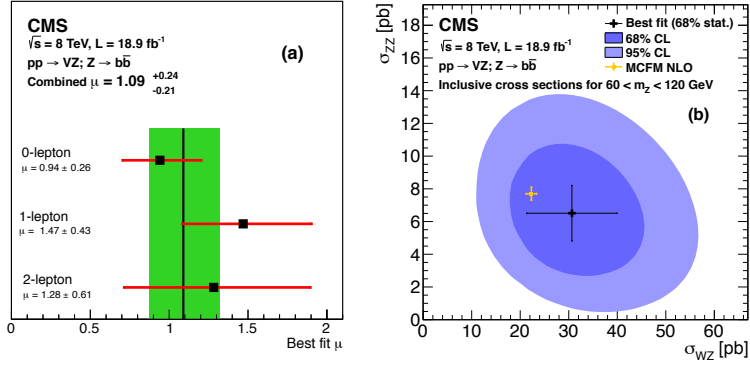 CMS
√s = 8 TeV, L = 18.9 fb⁻¹
pp → VZ; Z → bb̅
Combined μ = 1.09 +0.24 -0.21
(a)
0-lepton
μ = 0.94 ± 0.26
1-lepton
μ = 1.47 ± 0.43
2-lepton
μ = 1.28 ± 0.61
0 0.5 1 1.5 2
Best fit μ
σZZ [pb]
CMS
√s = 8 TeV, L = 18.9 fb⁻¹
pp → VZ; Z → bb̅
Inclusive cross sections for 60 < mZ < 120 GeV
Best fit (68% stat.)
68% CL
95% CL
MCFM NLO
(b)
20
18
16
14
12
10
8
6
4
2
0
0 10 20 30 40 50 60
σWZ [pb]